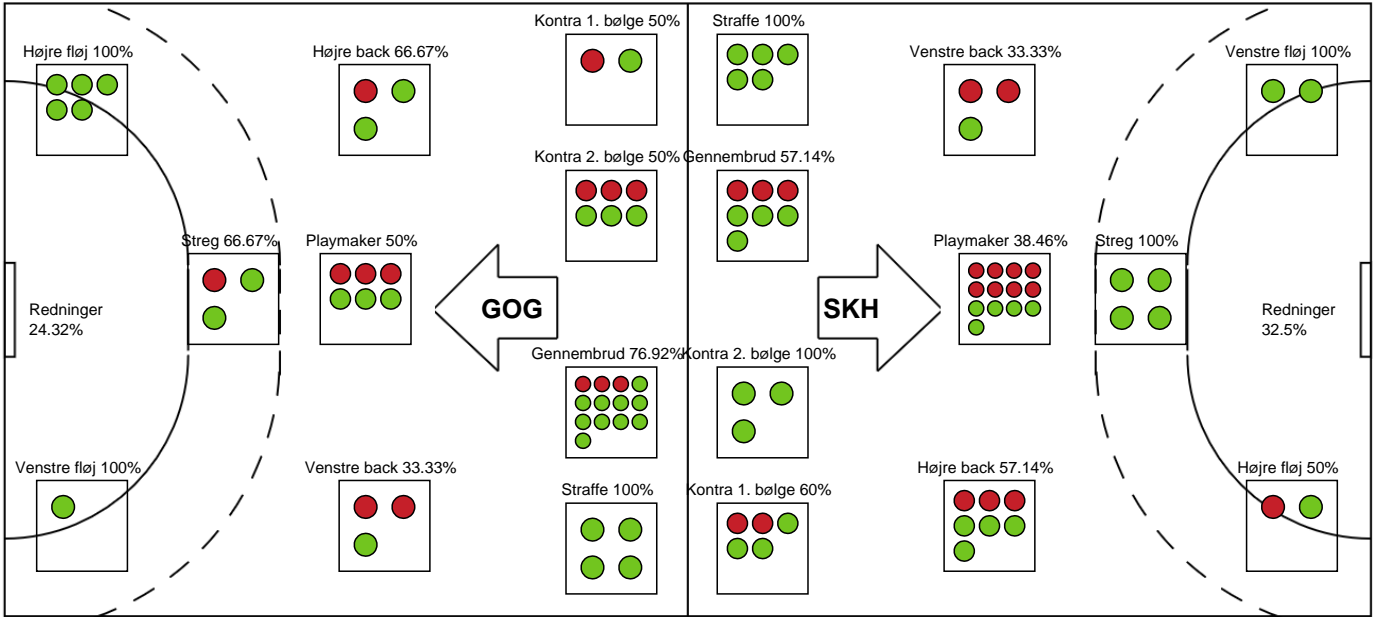 Kontra 1. bølge 50%
Straffe 100%
Højre fløj 100%
Højre back 66.67%
Venstre back 33.33%
Venstre fløj 100%
Kontra 2. bølge 50%
Gennembrud 57.14%
Streg 66.67%
Playmaker 50%
Playmaker 38.46%
Streg 100%
Redninger
24.32%
GOG
SKH
Redninger
32.5%
Gennembrud 76.92%
Kontra 2. bølge 100%
Venstre fløj 100%
Venstre back 33.33%
Højre back 57.14%
Højre fløj 50%
Straffe 100%
Kontra 1. bølge 60%